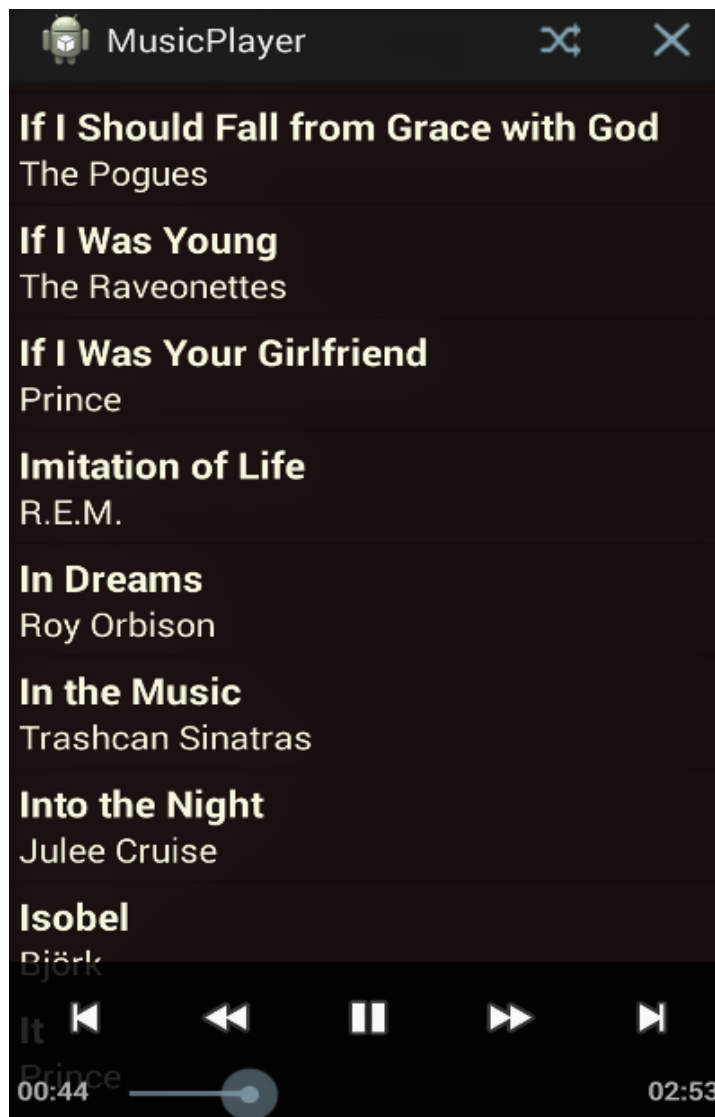 MusicPlayer
If I Should Fall from Grace with God
The Pogues
If I Was Young
The Raveonettes
If I Was Your Girlfriend
Prince
Imitation of Life
R.E.M.
In Dreams
Roy Orbison
In the Music
Trashcan Sinatras
Into the Night
Julee Cruise
Isobel
Björk
It
Prince
00:44
02:53